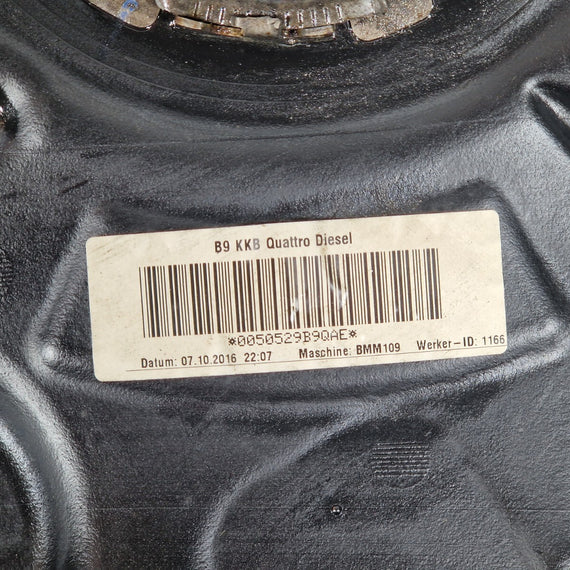 B9 KKB Quattro Diesel
*0050529B9QAE*
Datum: 07.10.2016 22:07 Maschine: BMM109 Werker-ID: 1166